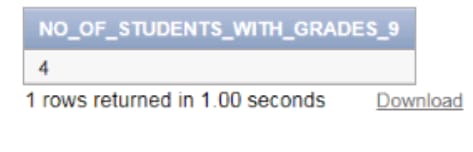 NO_OF_STUDENTS_WITH_GRADES_9
4
1 rows returned in 1.00 seconds Download